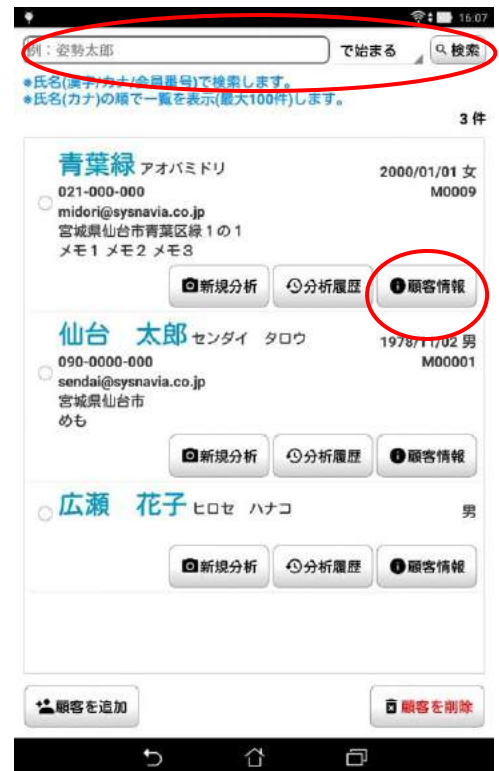 16:07
例：姿勢太郎 で始まる 検索
●氏名(漢字/カナ/会員番号)で検索します。
●氏名(カナ)の順で一覧を表示(最大100件)します。
3 件
青葉緑 アオバミドリ 2000/01/01 女
021-000-000 M0009
midori@sysnavia.co.jp
宮城県仙台市青葉区緑１の１
メモ１ メモ２ メモ３
新規分析 分析履歴 顧客情報
仙台　太郎 センダイ　タロウ 1978/11/02 男
090-0000-000 M00001
sendai@sysnavia.co.jp
宮城県仙台市
めも
新規分析 分析履歴 顧客情報
広瀬　花子 ヒロセ　ハナコ 男
新規分析 分析履歴 顧客情報
顧客を追加 顧客を削除